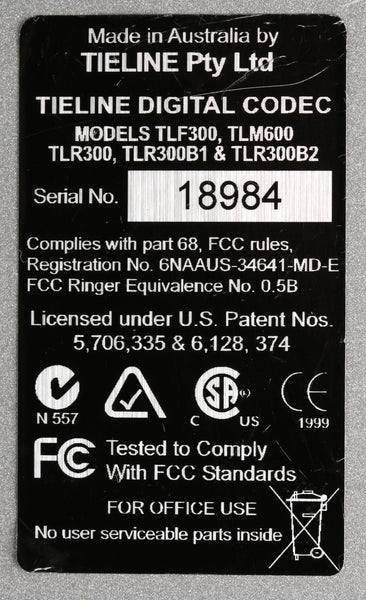 Made in Australia by
TIELINE Pty Ltd
TIELINE DIGITAL CODEC
MODELS TLF300, TLM600
TLR300, TLR300B1 & TLR300B2
Serial No. 18984
Complies with part 68, FCC rules,
Registration No. 6NAAUS-34641-MD-E
FCC Ringer Equivalence No. 0.5B
Licensed under U.S. Patent Nos.
5,706,335 & 6,128, 374
N 557
C SA US
CE
1999
FC Tested to Comply
With FCC Standards
FOR OFFICE USE
No user serviceable parts inside